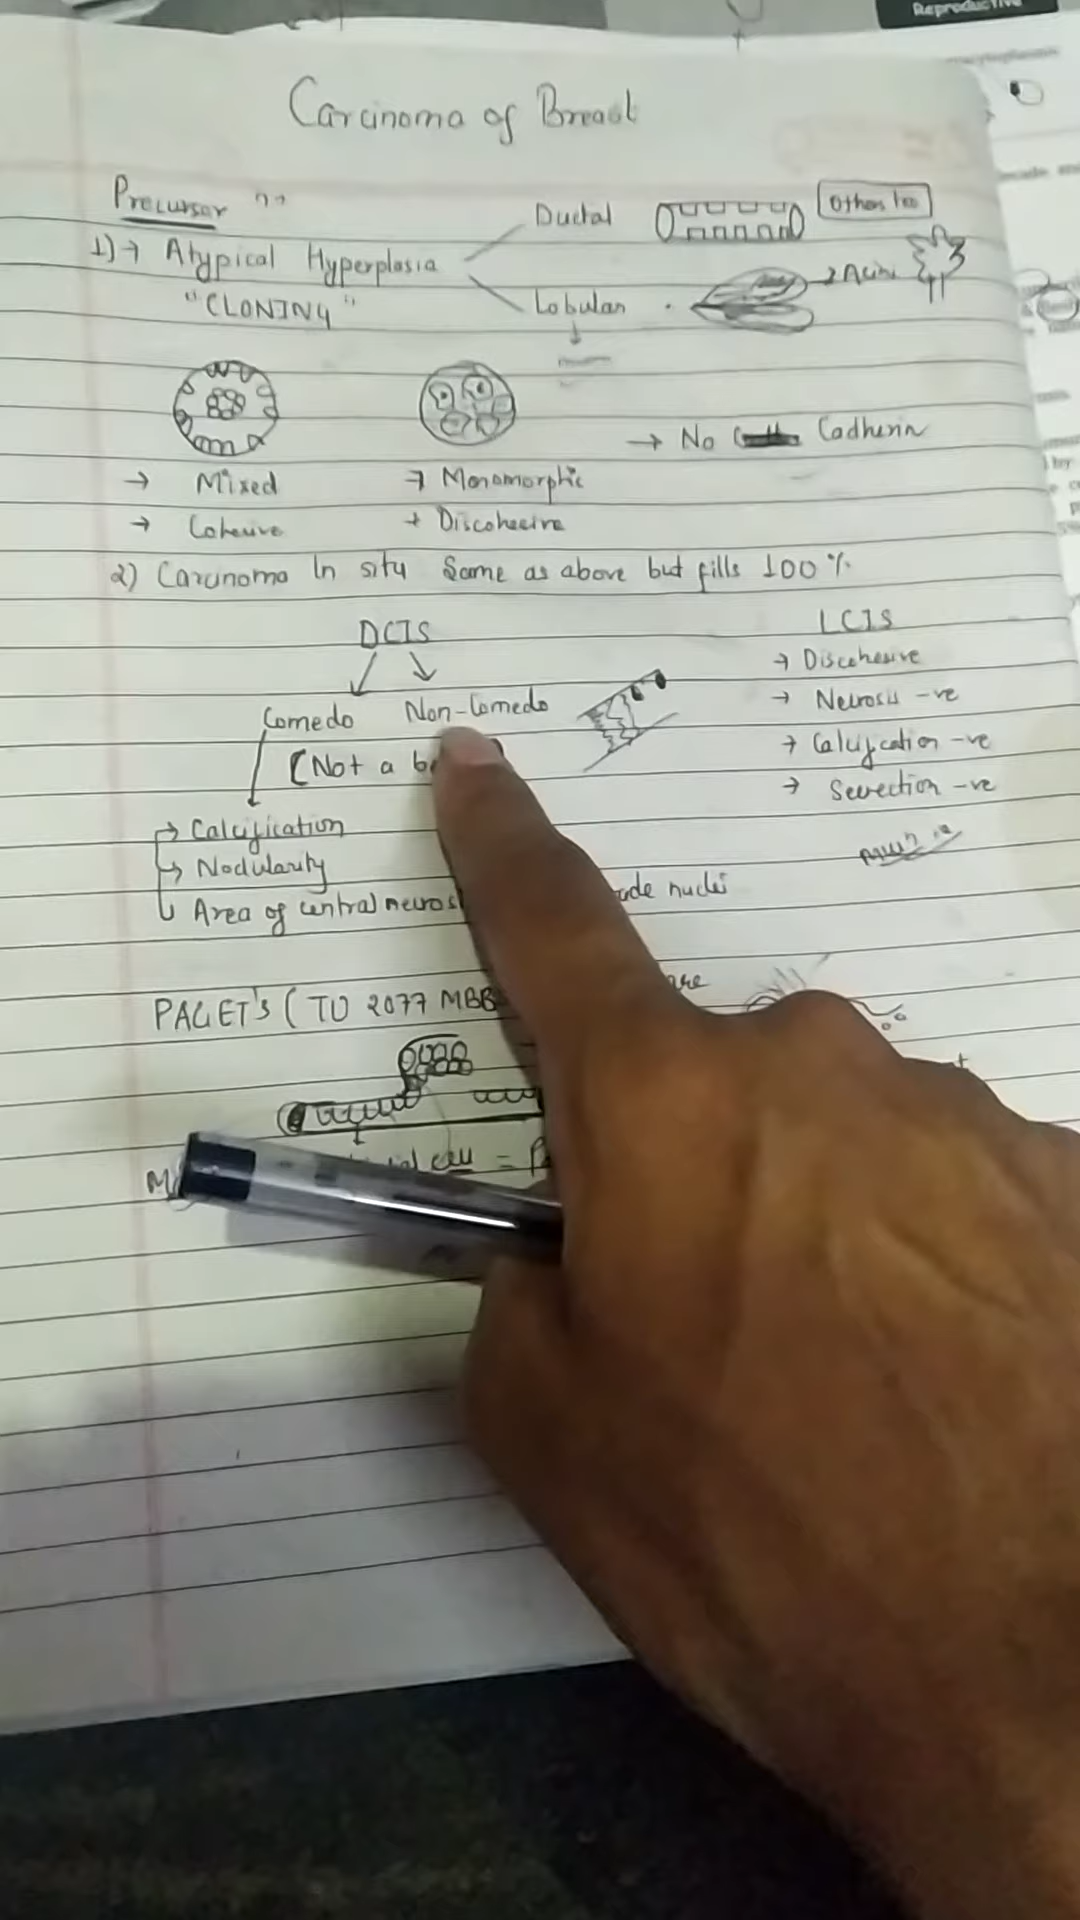 Reproductive
Carcinoma of Breast
Precursor ""
Ductal
Others too
1) → Atypical Hyperplasia
→ Acini
"CLONING"
Lobular
→ No Cadherin
→ Mixed
→ Monomorphic
→ Cohesive
→ Discohesive
2) Carcinoma In situ Same as above but fills 100%
DCIS
LCIS
→ Discohesive
Comedo
Non-Comedo
→ Necrosis -ve
(Not a
→ Calcification -ve
→ Secretion -ve
→ Calcification
→ Nodularity
Area of central necros
nuclei
PAGET'S ( TU 2077 MBB